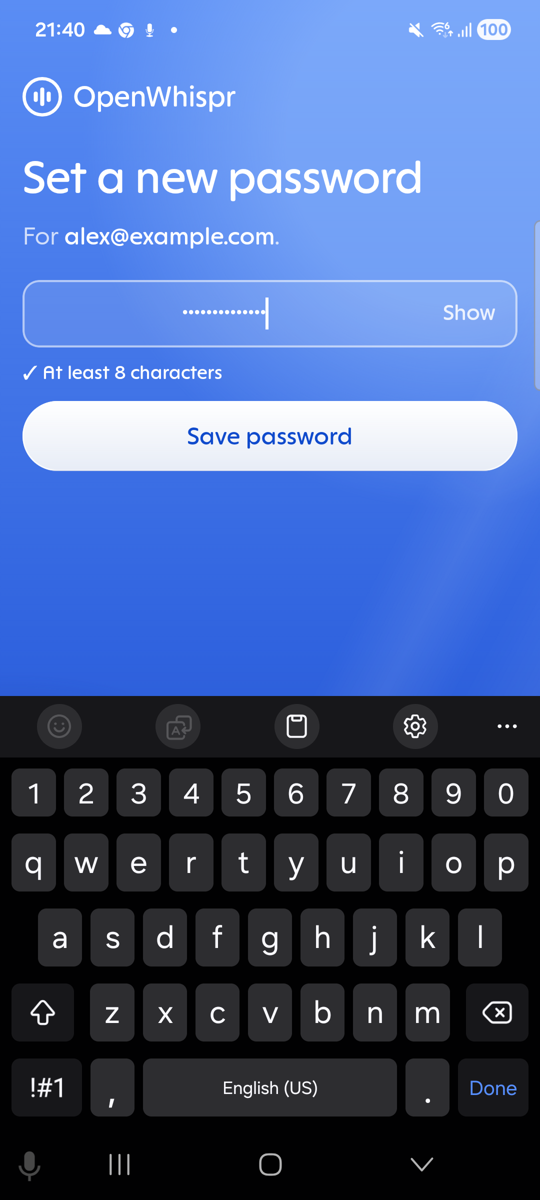 21:40 100
OpenWhispr
Set a new password
For alex@example.com.
•••••••••••••• Show
✓ At least 8 characters
Save password
1 2 3 4 5 6 7 8 9 0
q w e r t y u i o p
a s d f g h j k l
z x c v b n m
!#1 , English (US) . Done